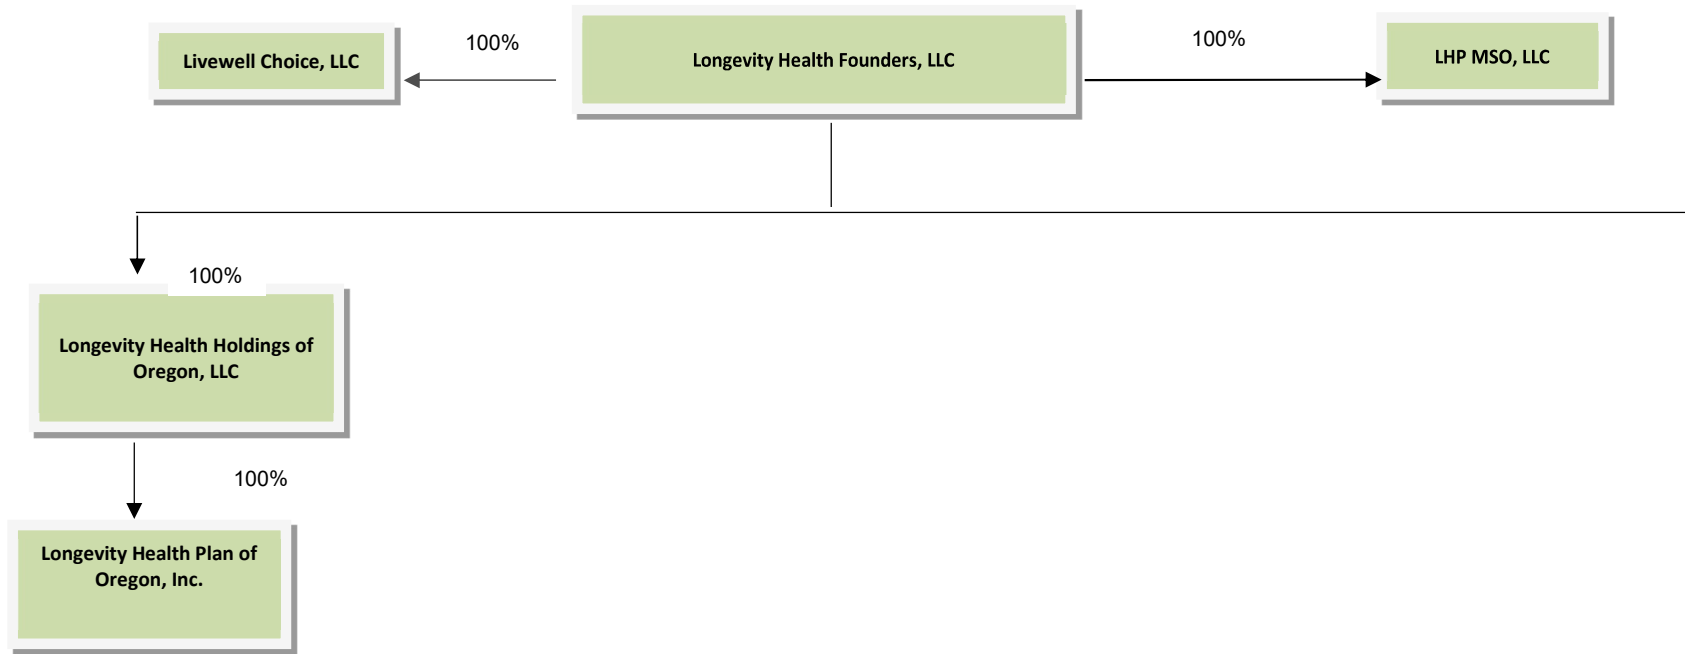 Livewell Choice, LLC
100%
Longevity Health Founders, LLC
100%
LHP MSO, LLC
100%
Longevity Health Holdings of
Oregon, LLC
100%
Longevity Health Plan of
Oregon, Inc.